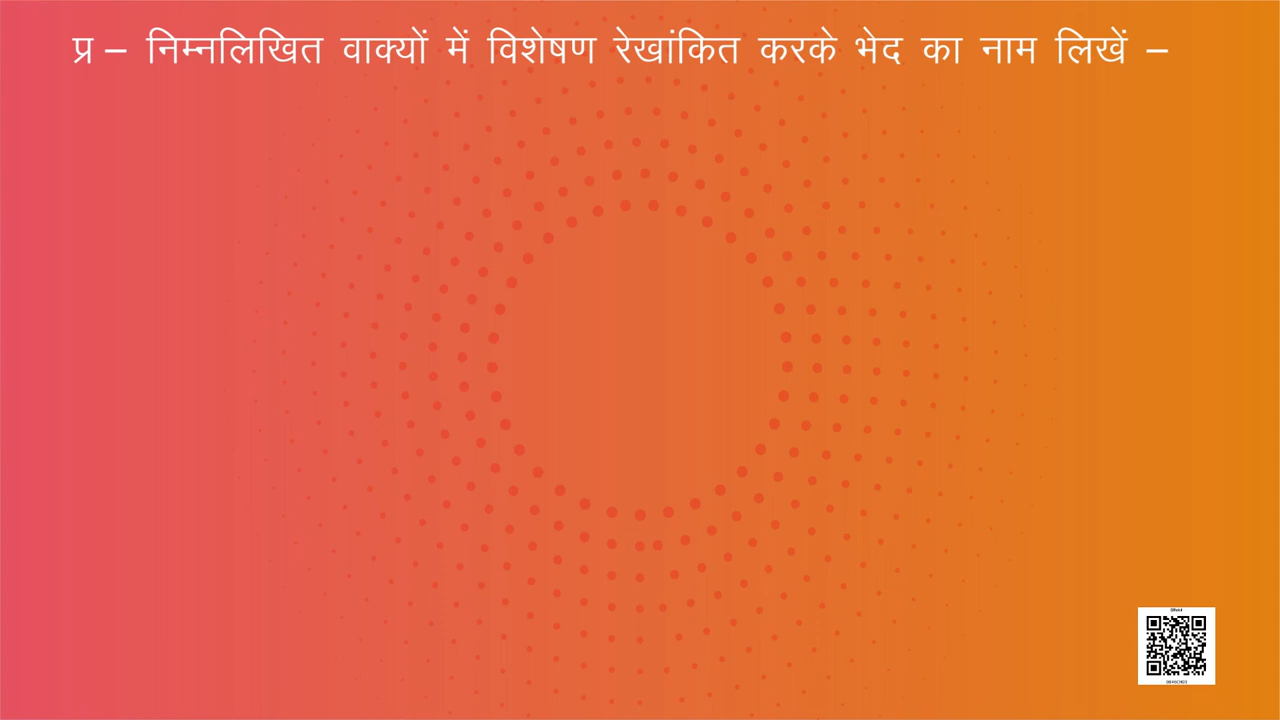 प्र – निम्नलिखित वाक्यों में विशेषण रेखांकित करके भेद का नाम लिखें –